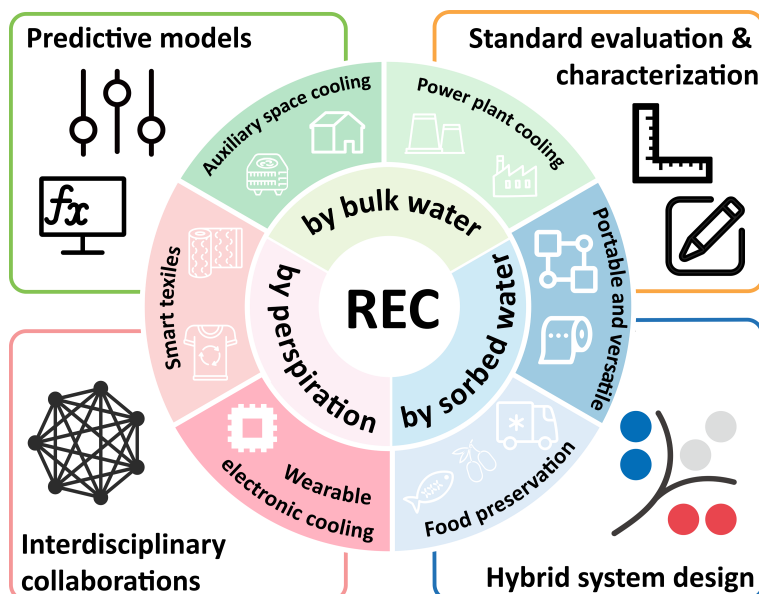 Predictive models
fx
Standard evaluation &
characterization
Auxiliary space cooling
Power plant cooling
Smart texiles
Portable and versatile
by bulk water
by perspiration
by sorbed water
REC
Wearable
electronic cooling
Food preservation
Interdisciplinary
collaborations
Hybrid system design